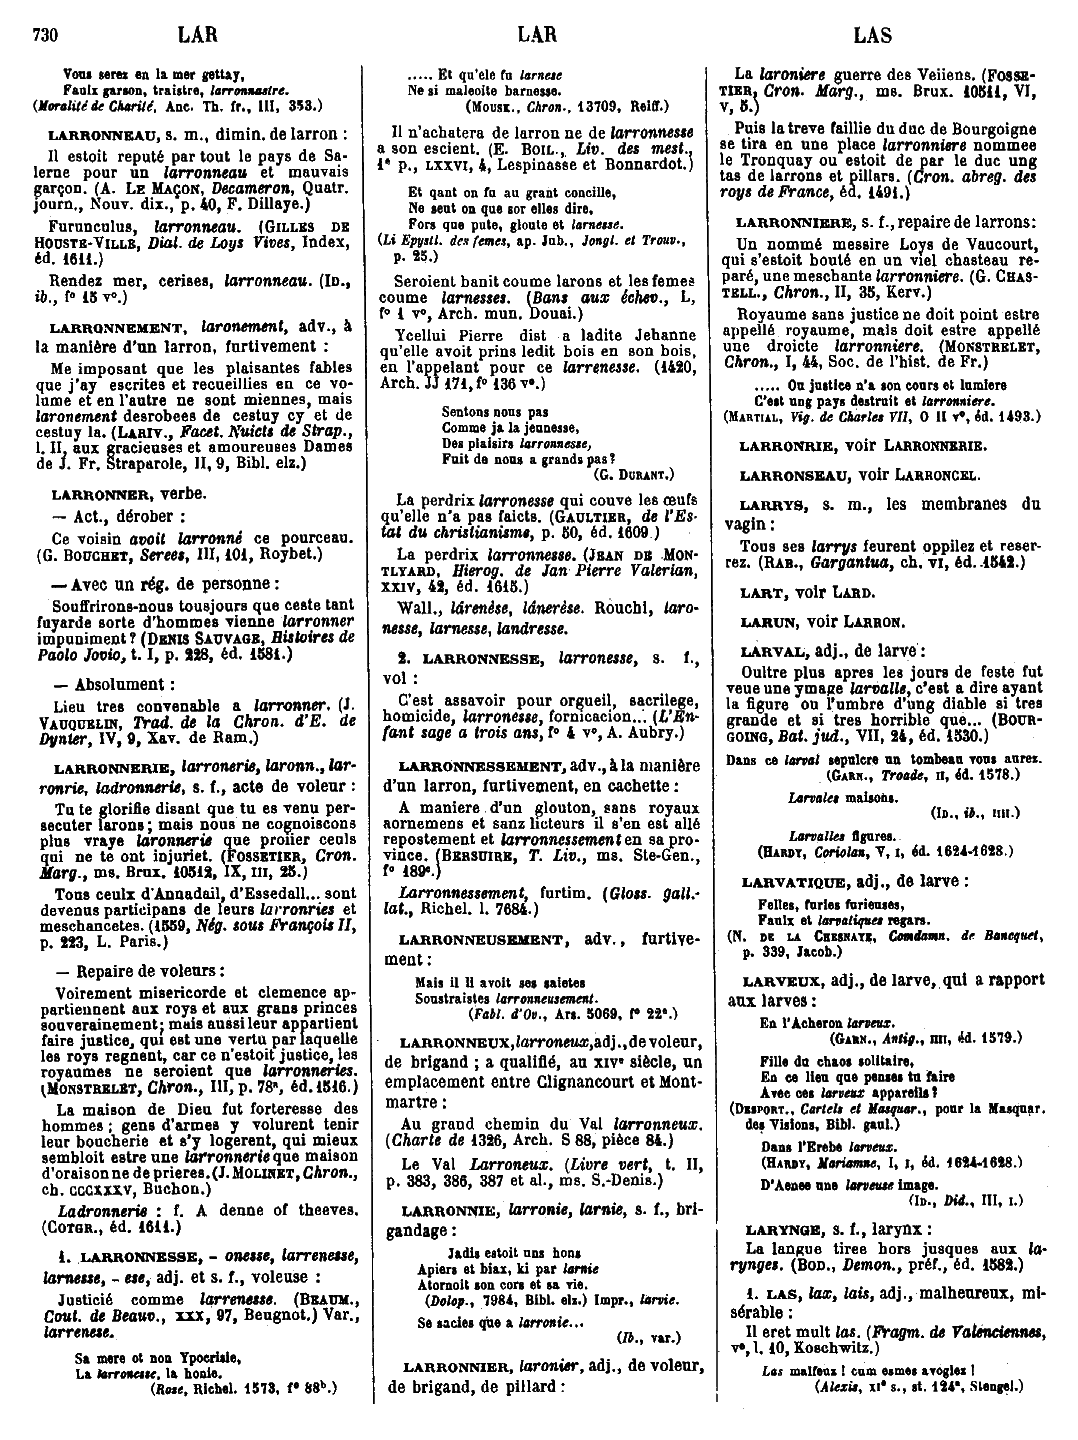 730 LAR LAR LAS
Vous serez en la mer gettay,
Faulx garson, traistre, larronnastre.
(Moralité de Charité, Anc. Th. fr., III, 353.)
LARRONNEAU, s. m., dimin. de larron :
Il estoit reputé par tout le pays de Sa-
lerne pour un larronneau et mauvais
garçon. (A. LE MAÇON, Decameron, Quatr.
journ., Nouv. dix., p. 40, F. Dillaye.)
Furunculus, larronneau. (GILLES DE
HOUSTE-VILLE, Dial. de Loys Vives, Index,
éd. 1611.)
Rendez mer, cerises, larronneau. (ID.,
ib., f° 15 v°.)
LARRONNEMENT, laronement, adv., à
la manière d'un larron, furtivement :
Me imposant que les plaisantes fables
que j'ay escrites et recueillies en ce vo-
lume et en l'autre ne sont miennes, mais
laronement desrobees de cestuy cy et de
cestuy la. (LARIV., Facet. Nuicts de Strap.,
l. II, aux gracieuses et amoureuses Dames
de J. Fr. Straparole, II, 9, Bibl. elz.)
LARRONNER, verbe.
— Act., dérober :
Ce voisin avoit larronné ce pourceau.
(G. BOUCHET, Serees, III, 101, Roybet.)
— Avec un rég. de personne :
Souffrirons-nous tousjours que ceste tant
fuyarde sorte d'hommes vienne larronner
impuniment ? (DENIS SAUVAGE, Histoires de
Paolo Jovio, t. I, p. 228, éd. 1581.)
— Absolument :
Lieu tres convenable a larronner. (J.
VAUQUELIN, Trad. de la Chron. d'E. de
Dynter, IV, 9, Xav. de Ram.)
LARRONNERIE, larronerie, laronn., lar-
ronrie, ladronnerie, s. f., acte de voleur :
Tu te glorifie disant que tu es venu per-
secuter larons ; mais nous ne cognoiscons
plus vraye laronnerie que proiier ceuls
qui ne te ont injuriet. (FOSSETIER, Cron.
Marg., ms. Brux. 10512, IX, III, 25.)
Tous ceulx d'Annadail, d'Essedall... sont
devenus participans de leurs larronries et
meschancetes. (1559, Nég. sous François II,
p. 223, L. Paris.)
— Repaire de voleurs :
Voirement misericorde et clemence ap-
partiennent aux roys et aux grans princes
souverainement; mais aussi leur appartient
faire justice, qui est une vertu par laquelle
les roys regnent, car ce n'estoit justice, les
royaumes ne seroient que larronneries.
(MONSTRELET, Chron., III, p. 78ª, éd. 1516.)
La maison de Dieu fut forteresse des
hommes ; gens d'armes y volurent tenir
leur boucherie et s'y logerent, qui mieux
sembloit estre une larronnerie que maison
d'oraison ne de prieres. (J. MOLINET, Chron.,
ch. CCCXXXV, Buchon.)
Ladronnerie : f. A denne of theeves.
(COTGR., éd. 1611.)
1. LARRONNESSE, - onesse, larrenesse,
larnesse, - ese, adj. et s. f., voleuse :
Justicié comme larrenesse. (BEAUM.,
Cout. de Beauv., XXX, 97, Beugnot.) Var.,
larrenese.
Sa mere ot non Ypocrisie,
La larronesse, la honie.
(Rose, Richel. 1573, f° 88ᵇ.)
..... Et qu'ele fu larnese
Ne si maleoite barnesse.
(MOUSK., Chron., 13709, Reiff.)
Il n'achatera de larron ne de larronnesse
a son escient. (E. BOIL., Liv. des mest.,
1ª p., LXXVI, 4, Lespinasse et Bonnardot.)
Et qant on fu au grant concille,
Ne seut on que sor elles dire,
Fors que pute, gloute et larnesse.
(Li Epystl. des femes, ap. Jub., Jongl. et Trouv.,
p. 25.)
Seroient banit coume larons et les femes
coume larnesses. (Bans aux échev., L,
f° 1 v°, Arch. mun. Douai.)
Ycellui Pierre dist a ladite Jehanne
qu'elle avoit prins ledit bois en son bois,
en l'appelant pour ce larrenesse. (1420,
Arch. JJ 171, f° 136 v°.)
Sentons nous pas
Comme ja la jeunesse,
Des plaisirs larronnesse,
Fuit de nous a grands pas ?
(G. DURANT.)
La perdrix larronesse qui couve les œufs
qu'elle n'a pas faicts. (GAULTIER, de l'Es-
tat du christianisme, p. 50, éd. 1609.)
La perdrix larronnesse. (JEAN DE MON-
TLYARD, Hierog. de Jan Pierre Valerian,
XXIV, 42, éd. 1615.)
Wall., lârenèse, lânerèse. Rouchi, laro-
nesse, larnesse, landresse.
2. LARRONNESSE, larronesse, s. f.,
vol :
C'est assavoir pour orgueil, sacrilege,
homicide, larronesse, fornicacion... (L'En-
fant sage a trois ans, f° 4 v°, A. Aubry.)
LARRONNESSEMENT, adv., à la manière
d'un larron, furtivement, en cachette :
A maniere d'un glouton, sans royaux
aornemens et sanz licteurs il s'en est allé
repostement et larronnessement en sa pro-
vince. (BERSUIRE, T. Liv., ms. Ste-Gen.,
f° 189ᶜ.)
Larronnessement, furtim. (Gloss. gall.-
lat., Richel. l. 7684.)
LARRONNEUSEMENT, adv., furtive-
ment :
Mais il li avoit ses saietes
Soustraistes larronneusement.
(Fabl. d'Ov., Ars. 5069, f° 22ª.)
LARRONNEUX, larroneux, adj., de voleur,
de brigand ; a qualifié, au XIVᵉ siècle, un
emplacement entre Clignancourt et Mont-
martre :
Au grand chemin du Val larronneux.
(Charte de 1326, Arch. S 88, pièce 84.)
Le Val Larroneux. (Livre vert, t. II,
p. 383, 386, 387 et al., ms. S.-Denis.)
LARRONNIE, larronie, larnie, s. f., bri-
gandage :
Jadis estoit uns hons
Apiers et biax, ki par larnie
Atornoit son cors et sa vie.
(Dolop., 7984, Bibl. elz.) Impr., larvie.
Se sacies que a larronie...
(Ib., var.)
LARRONNIER, laronier, adj., de voleur,
de brigand, de pillard :
La laroniere guerre des Veiiens. (FOSSE-
TIER, Cron. Marg., ms. Brux. 10511, VI,
V, 5.)
Puis la treve faillie du duc de Bourgoigne
se tira en une place larronniere nommee
le Tronquay ou estoit de par le duc ung
tas de larrons et pillars. (Cron. abreg. des
roys de France, éd. 1491.)
LARRONNIERE, s. f., repaire de larrons:
Un nommé messire Loys de Vaucourt,
qui s'estoit bouté en un viel chasteau re-
paré, une meschante larronniere. (G. CHAS-
TELL., Chron., II, 35, Kerv.)
Royaume sans justice ne doit point estre
appellé royaume, mais doit estre appellé
une droicte larronniere. (MONSTRELET,
Chron., I, 44, Soc. de l'hist. de Fr.)
..... Ou justice n'a son cours et lumiere
C'est ung pays destruit et larronniere.
(MARTIAL, Vig. de Charles VII, O II v°, éd. 1493.)
LARRONRIE, voir LARRONNERIE.
LARRONSEAU, voir LARRONCEL.
LARRYS, s. m., les membranes du
vagin :
Tous ses larrys feurent oppilez et reser-
rez. (RAB., Gargantua, ch. VI, éd. 1542.)
LART, voir LARD.
LARUN, voir LARRON.
LARVAL, adj., de larve :
Oultre plus apres les jours de feste fut
veue une ymage larvalle, c'est a dire ayant
la figure ou l'umbre d'ung diable si tres
grande et si tres horrible que... (BOUR-
GOING, Bat. jud., VII, 24, éd. 1530.)
Dans ce larval sepulcre un tombeau vous aurez.
(GARN., Troade, II, éd. 1578.)
Larvales maisons.
(ID., ib., IIII.)
Larvalles figures.
(HARDY, Coriolan, V, I, éd. 1624-1628.)
LARVATIQUE, adj., de larve :
Felles, furies furieuses,
Faulx et larvatiques regars.
(N. DE LA CHESNAYE, Condamn. de Bancquet,
p. 339, Jacob.)
LARVEUX, adj., de larve, qui a rapport
aux larves :
En l'Acheron larveux.
(GARN., Antig., IIII, éd. 1579.)
Fille du chaos solitaire,
En ce lieu que penses tu faire
Avec ces larveux appareils ?
(DESPORT., Cartels et Masquar., pour la Masquar.
des Visions, Bibl. gaul.)
Dans l'Erebe larveux.
(HARDY, Mariamne, I, I, éd. 1624-1628.)
D'Aenee une larveuse image.
(ID., Did., III, I.)
LARYNGE, s. f., larynx :
La langue tiree hors jusques aux la-
rynges. (BOD., Demon., préf., éd. 1582.)
1. LAS, lax, lais, adj., malheureux, mi-
sérable :
Il eret mult las. (Fragm. de Valenciennes,
v°, l. 10, Koschwitz.)
Las malfeuz ! cum esmes avoglez !
(Alexis, XIᵉ s., st. 124ᵉ, Stengel.)